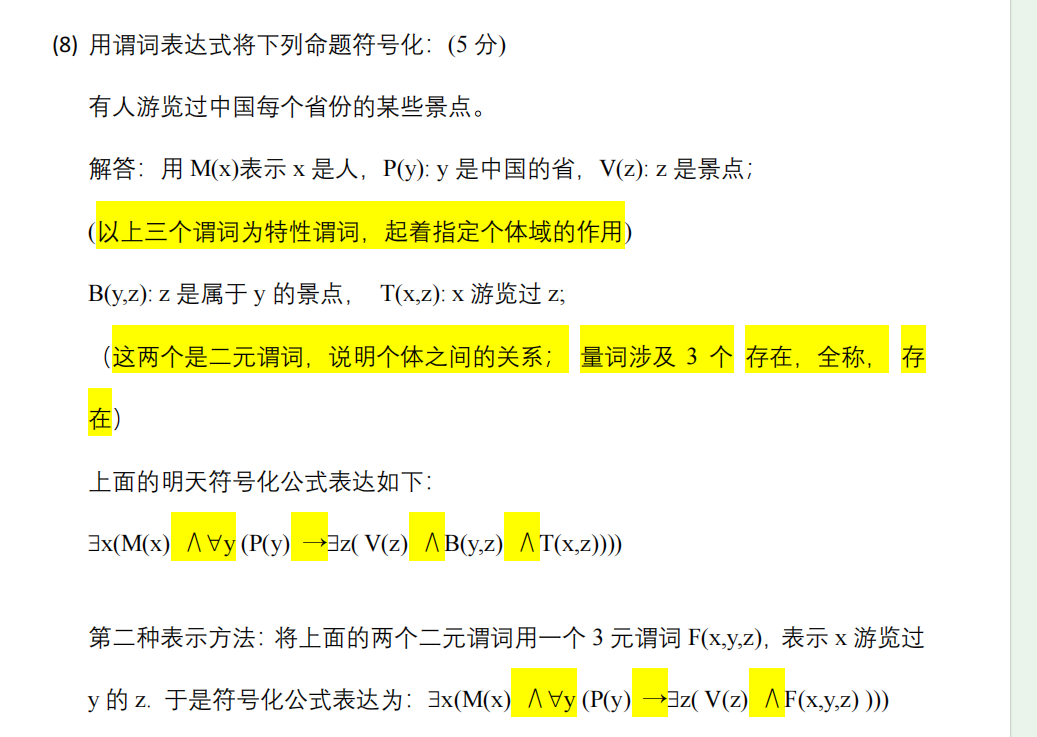 (8) 用谓词表达式将下列命题符号化：(5 分)
有人游览过中国每个省份的某些景点。
解答：用 M(x)表示 x 是人，P(y): y 是中国的省，V(z): z 是景点；
(以上三个谓词为特性谓词，起着指定个体域的作用)
B(y,z): z 是属于 y 的景点， T(x,z): x 游览过 z;
（这两个是二元谓词，说明个体之间的关系； 量词涉及 3 个 存在，全称， 存
在）
上面的明天符号化公式表达如下：
∃x(M(x) ∧∀y (P(y) →∃z( V(z) ∧B(y,z) ∧T(x,z))))
第二种表示方法：将上面的两个二元谓词用一个 3 元谓词 F(x,y,z)，表示 x 游览过
y 的 z. 于是符号化公式表达为：∃x(M(x) ∧∀y (P(y) →∃z( V(z) ∧F(x,y,z) )))